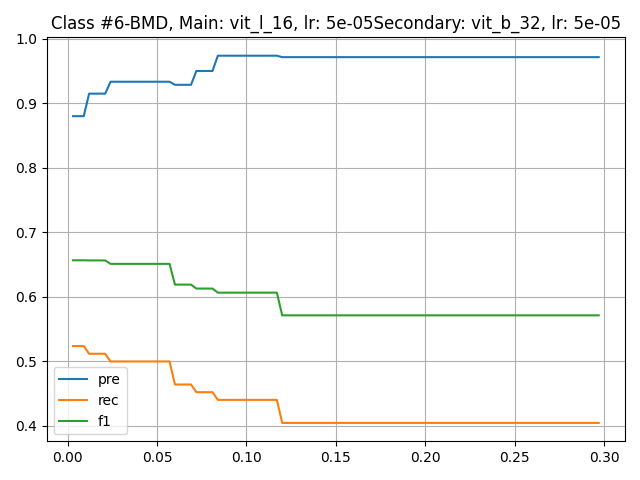 Class #6-BMD, Main: vit_l_16, lr: 5e-05Secondary: vit_b_32, lr: 5e-05
1.0
0.9
0.8
0.7
0.6
0.5
0.4
pre
rec
f1
0.00 0.05 0.10 0.15 0.20 0.25 0.30